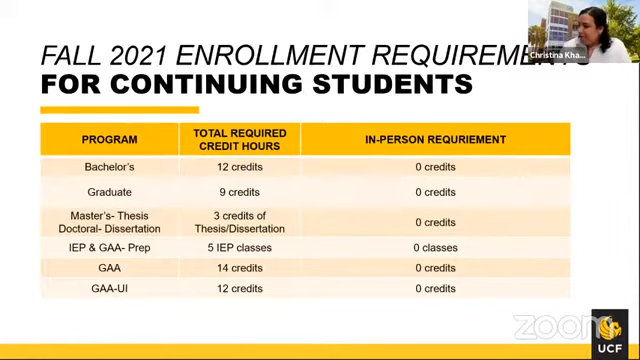 FALL 2021 ENROLLMENT REQUIREMENTS
FOR CONTINUING STUDENTS
Christina Kha...
PROGRAM
TOTAL REQUIRED
CREDIT HOURS
IN-PERSON REQURIEMENT
Bachelor's
12 credits
0 credits
Graduate
9 credits
0 credits
Master's- Thesis
Doctoral- Dissertation
3 credits of
Thesis/Dissertation
0 credits
IEP & GAA- Prep
5 IEP classes
0 classes
GAA
14 credits
0 credits
GAA-UI
12 credits
0 credits
zoom
UCF